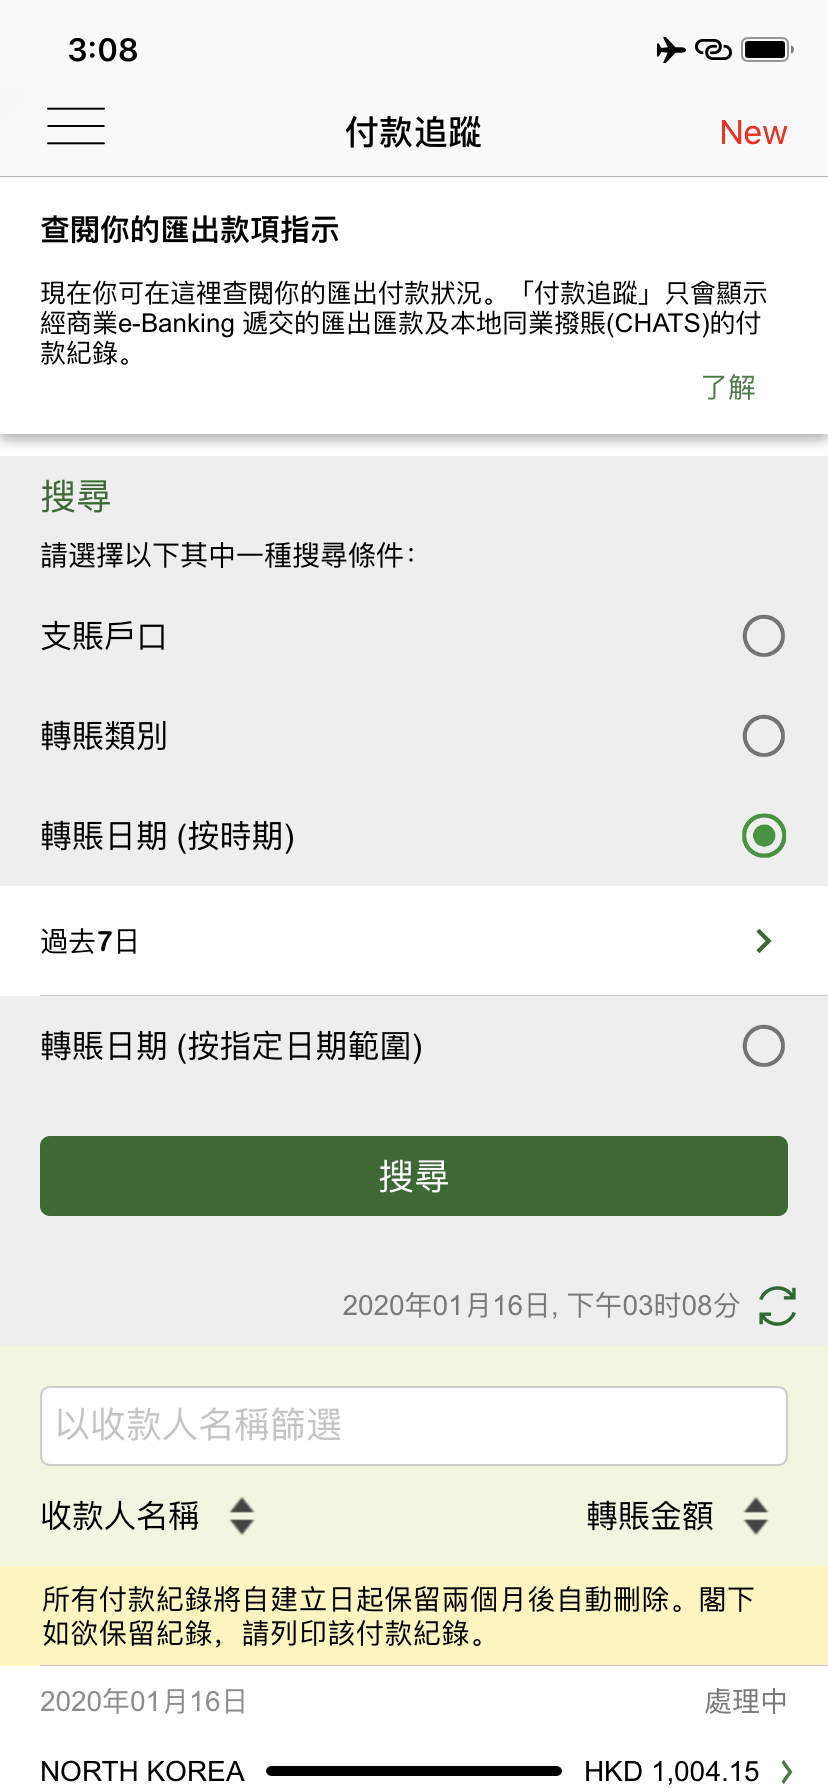 3:08
付款追蹤
New
查閱你的匯出款項指示
現在你可在這裡查閱你的匯出付款狀況。「付款追蹤」只會顯示
經商業e-Banking 遞交的匯出匯款及本地同業撥賬(CHATS)的付
款紀錄。
了解
搜尋
請選擇以下其中一種搜尋條件：
支賬戶口
轉賬類別
轉賬日期 (按時期)
過去7日
轉賬日期 (按指定日期範圍)
搜尋
2020年01月16日, 下午03时08分
以收款人名稱篩選
收款人名稱
轉賬金額
所有付款紀錄將自建立日起保留兩個月後自動刪除。閣下
如欲保留紀錄，請列印該付款紀錄。
2020年01月16日
處理中
NORTH KOREA
HKD 1,004.15